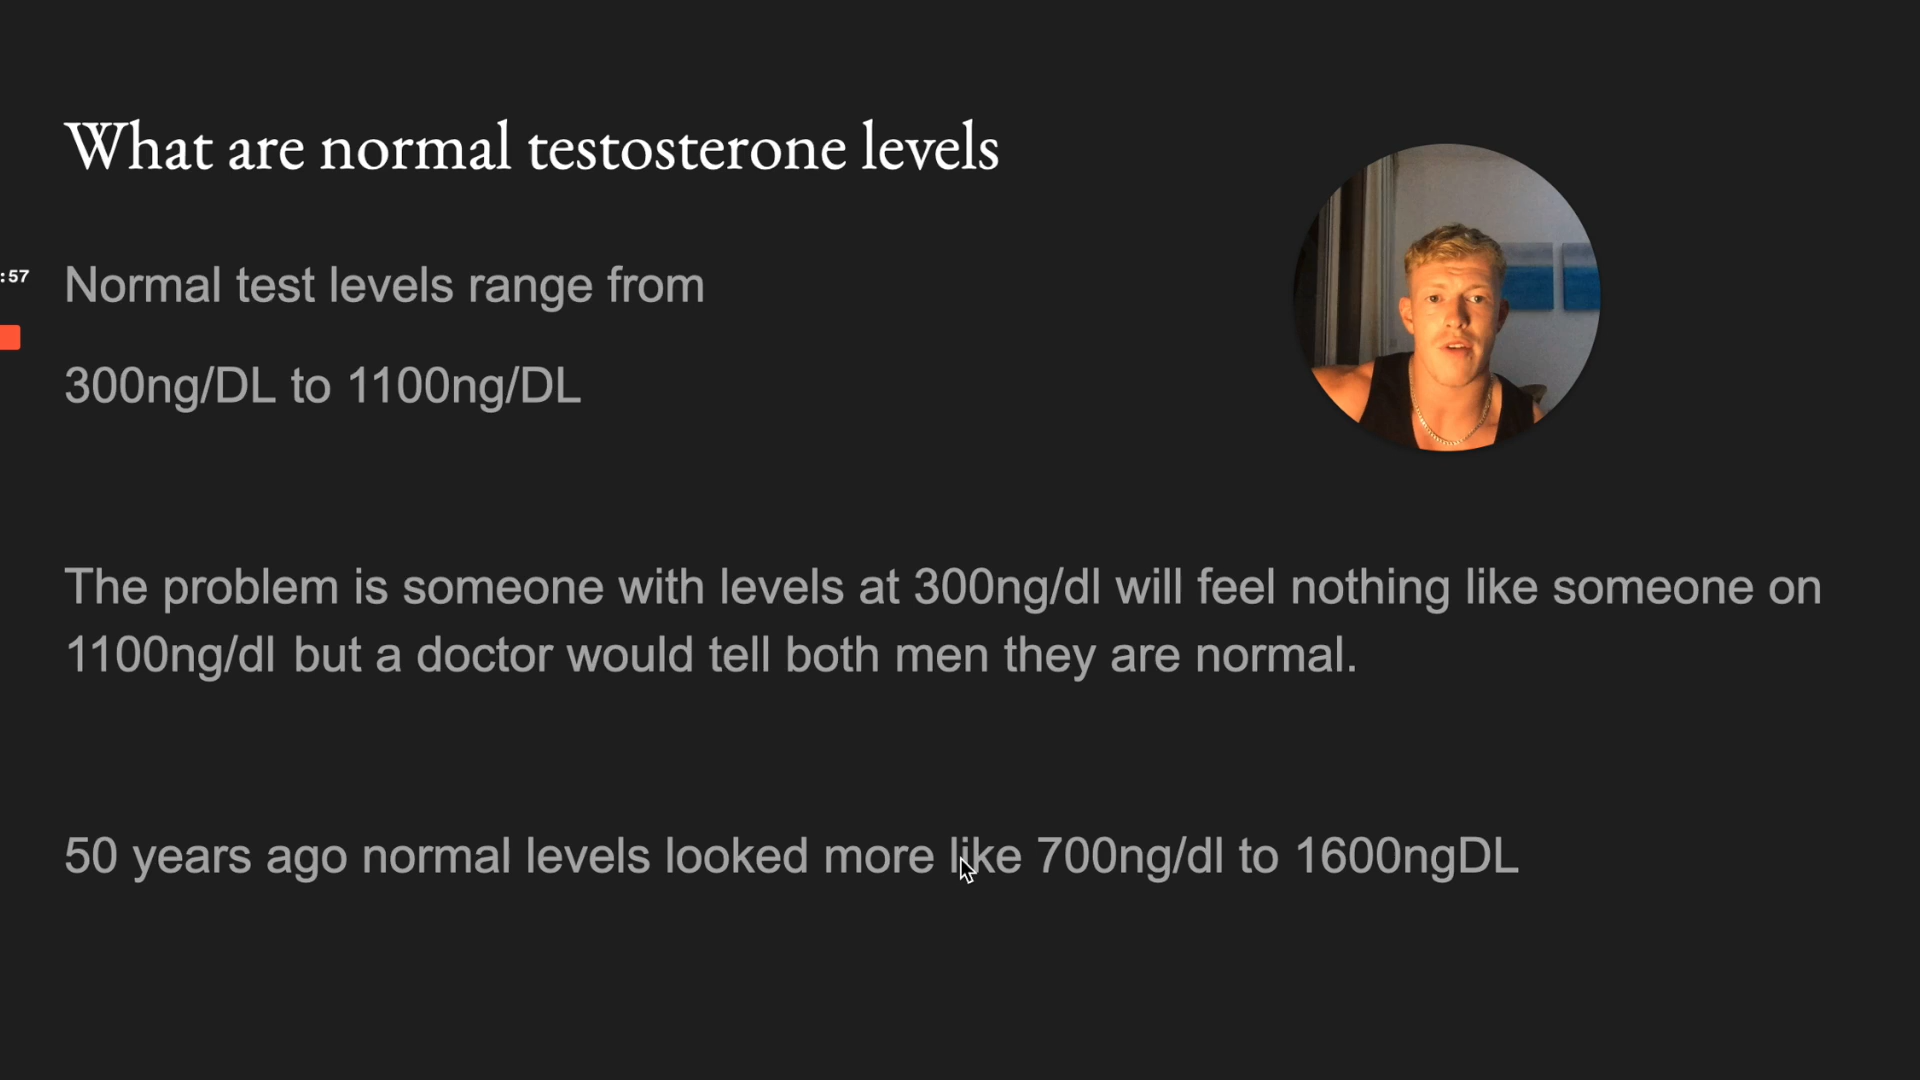 What are normal testosterone levels
:57
Normal test levels range from
300ng/DL to 1100ng/DL
The problem is someone with levels at 300ng/dl will feel nothing like someone on
1100ng/dl but a doctor would tell both men they are normal.
50 years ago normal levels looked more like 700ng/dl to 1600ngDL